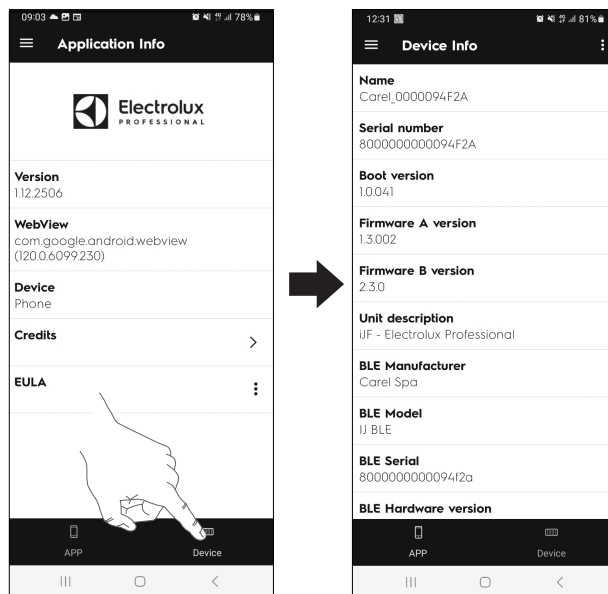 09:03 78%
Application Info
Electrolux
PROFESSIONAL
Version
1.12.2506
WebView
com.google.android.webview
(120.0.6099.230)
Device
Phone
Credits
EULA
APP Device
12:31 81%
Device Info
Name
Carel_0000094F2A
Serial number
8000000000094F2A
Boot version
1.0.041
Firmware A version
1.3.002
Firmware B version
2.3.0
Unit description
iJF - Electrolux Professional
BLE Manufacturer
Carel Spa
BLE Model
IJ BLE
BLE Serial
8000000000094f2a
BLE Hardware version
APP Device